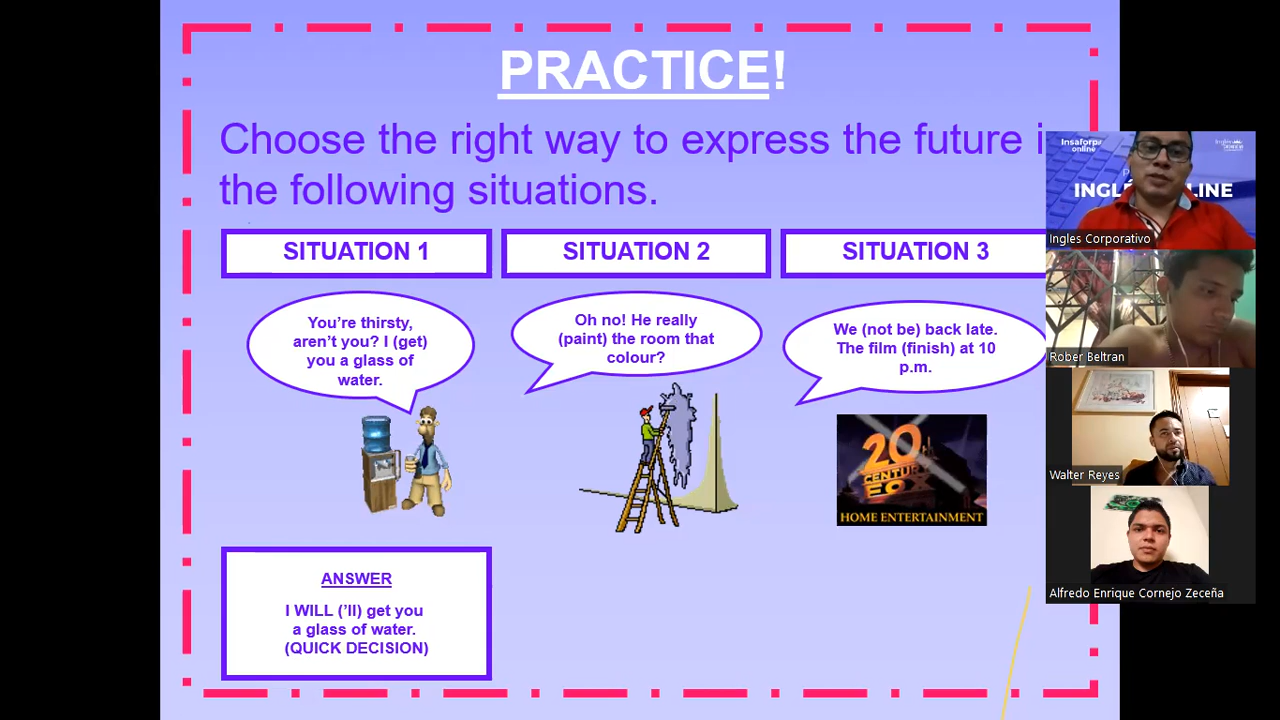 PRACTICE!
Choose the right way to express the future i
the following situations.
SITUATION 1
SITUATION 2
SITUATION 3
You're thirsty,
aren't you? I (get)
you a glass of
water.
Oh no! He really
(paint) the room that
colour?
We (not be) back late.
The film (finish) at 10
p.m.
20
CENTURY
FOX
HOME ENTERTAINMENT
ANSWER
I WILL ('ll) get you
a glass of water.
(QUICK DECISION)
Insaforp
online
INGLÉ LINE
Ingles Corporativo
Rober Beltran
Walter Reyes
Alfredo Enrique Cornejo Zeceña